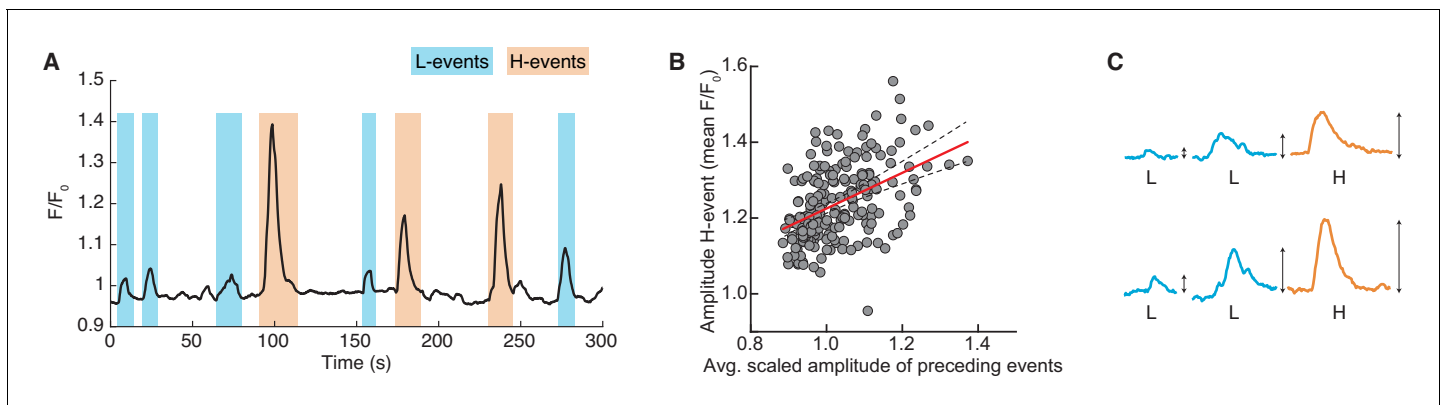 A
L-events
H-events
F/F0
1.5
1.4
1.3
1.2
1.1
1
0.9
0
50
100
150
200
250
300
Time (s)
B
Amplitude H-event (mean F/F0)
1.6
1.4
1.2
1.0
0.8
1.0
1.2
1.4
Avg. scaled amplitude of preceding events
C
L
L
H
L
L
H